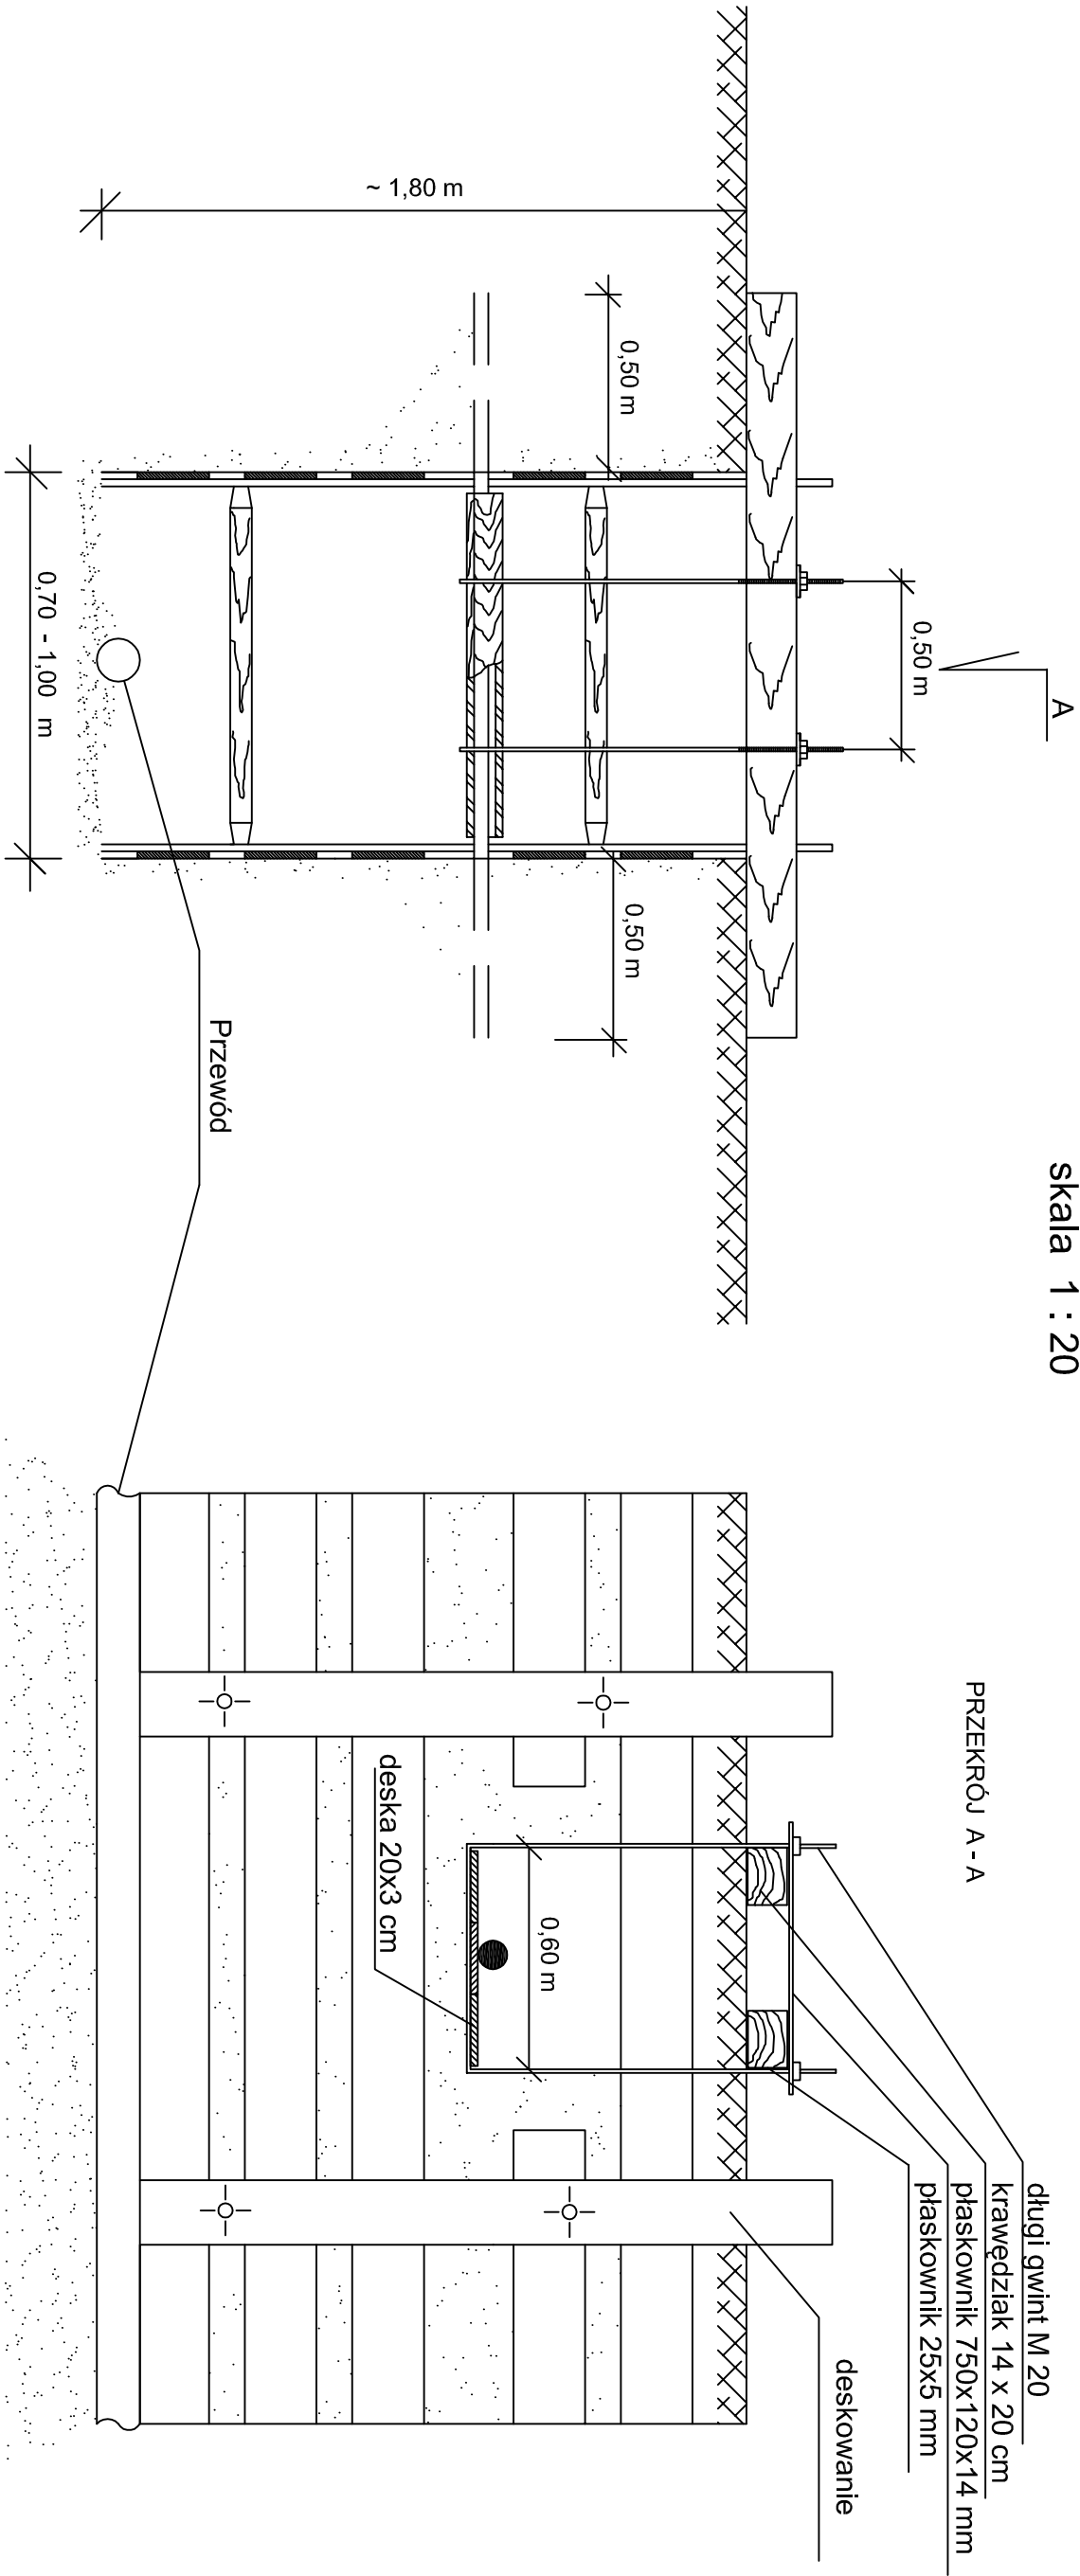 skala 1 : 20
A
0,50 m
~ 1,80 m
0,50 m
0,50 m
0,70 - 1,00 m
Przewód
PRZEKRÓJ A - A
długi gwint M 20
krawędziak 14 x 20 cm
płaskownik 750x120x14 mm
płaskownik 25x5 mm
deskowanie
0,60 m
deska 20x3 cm